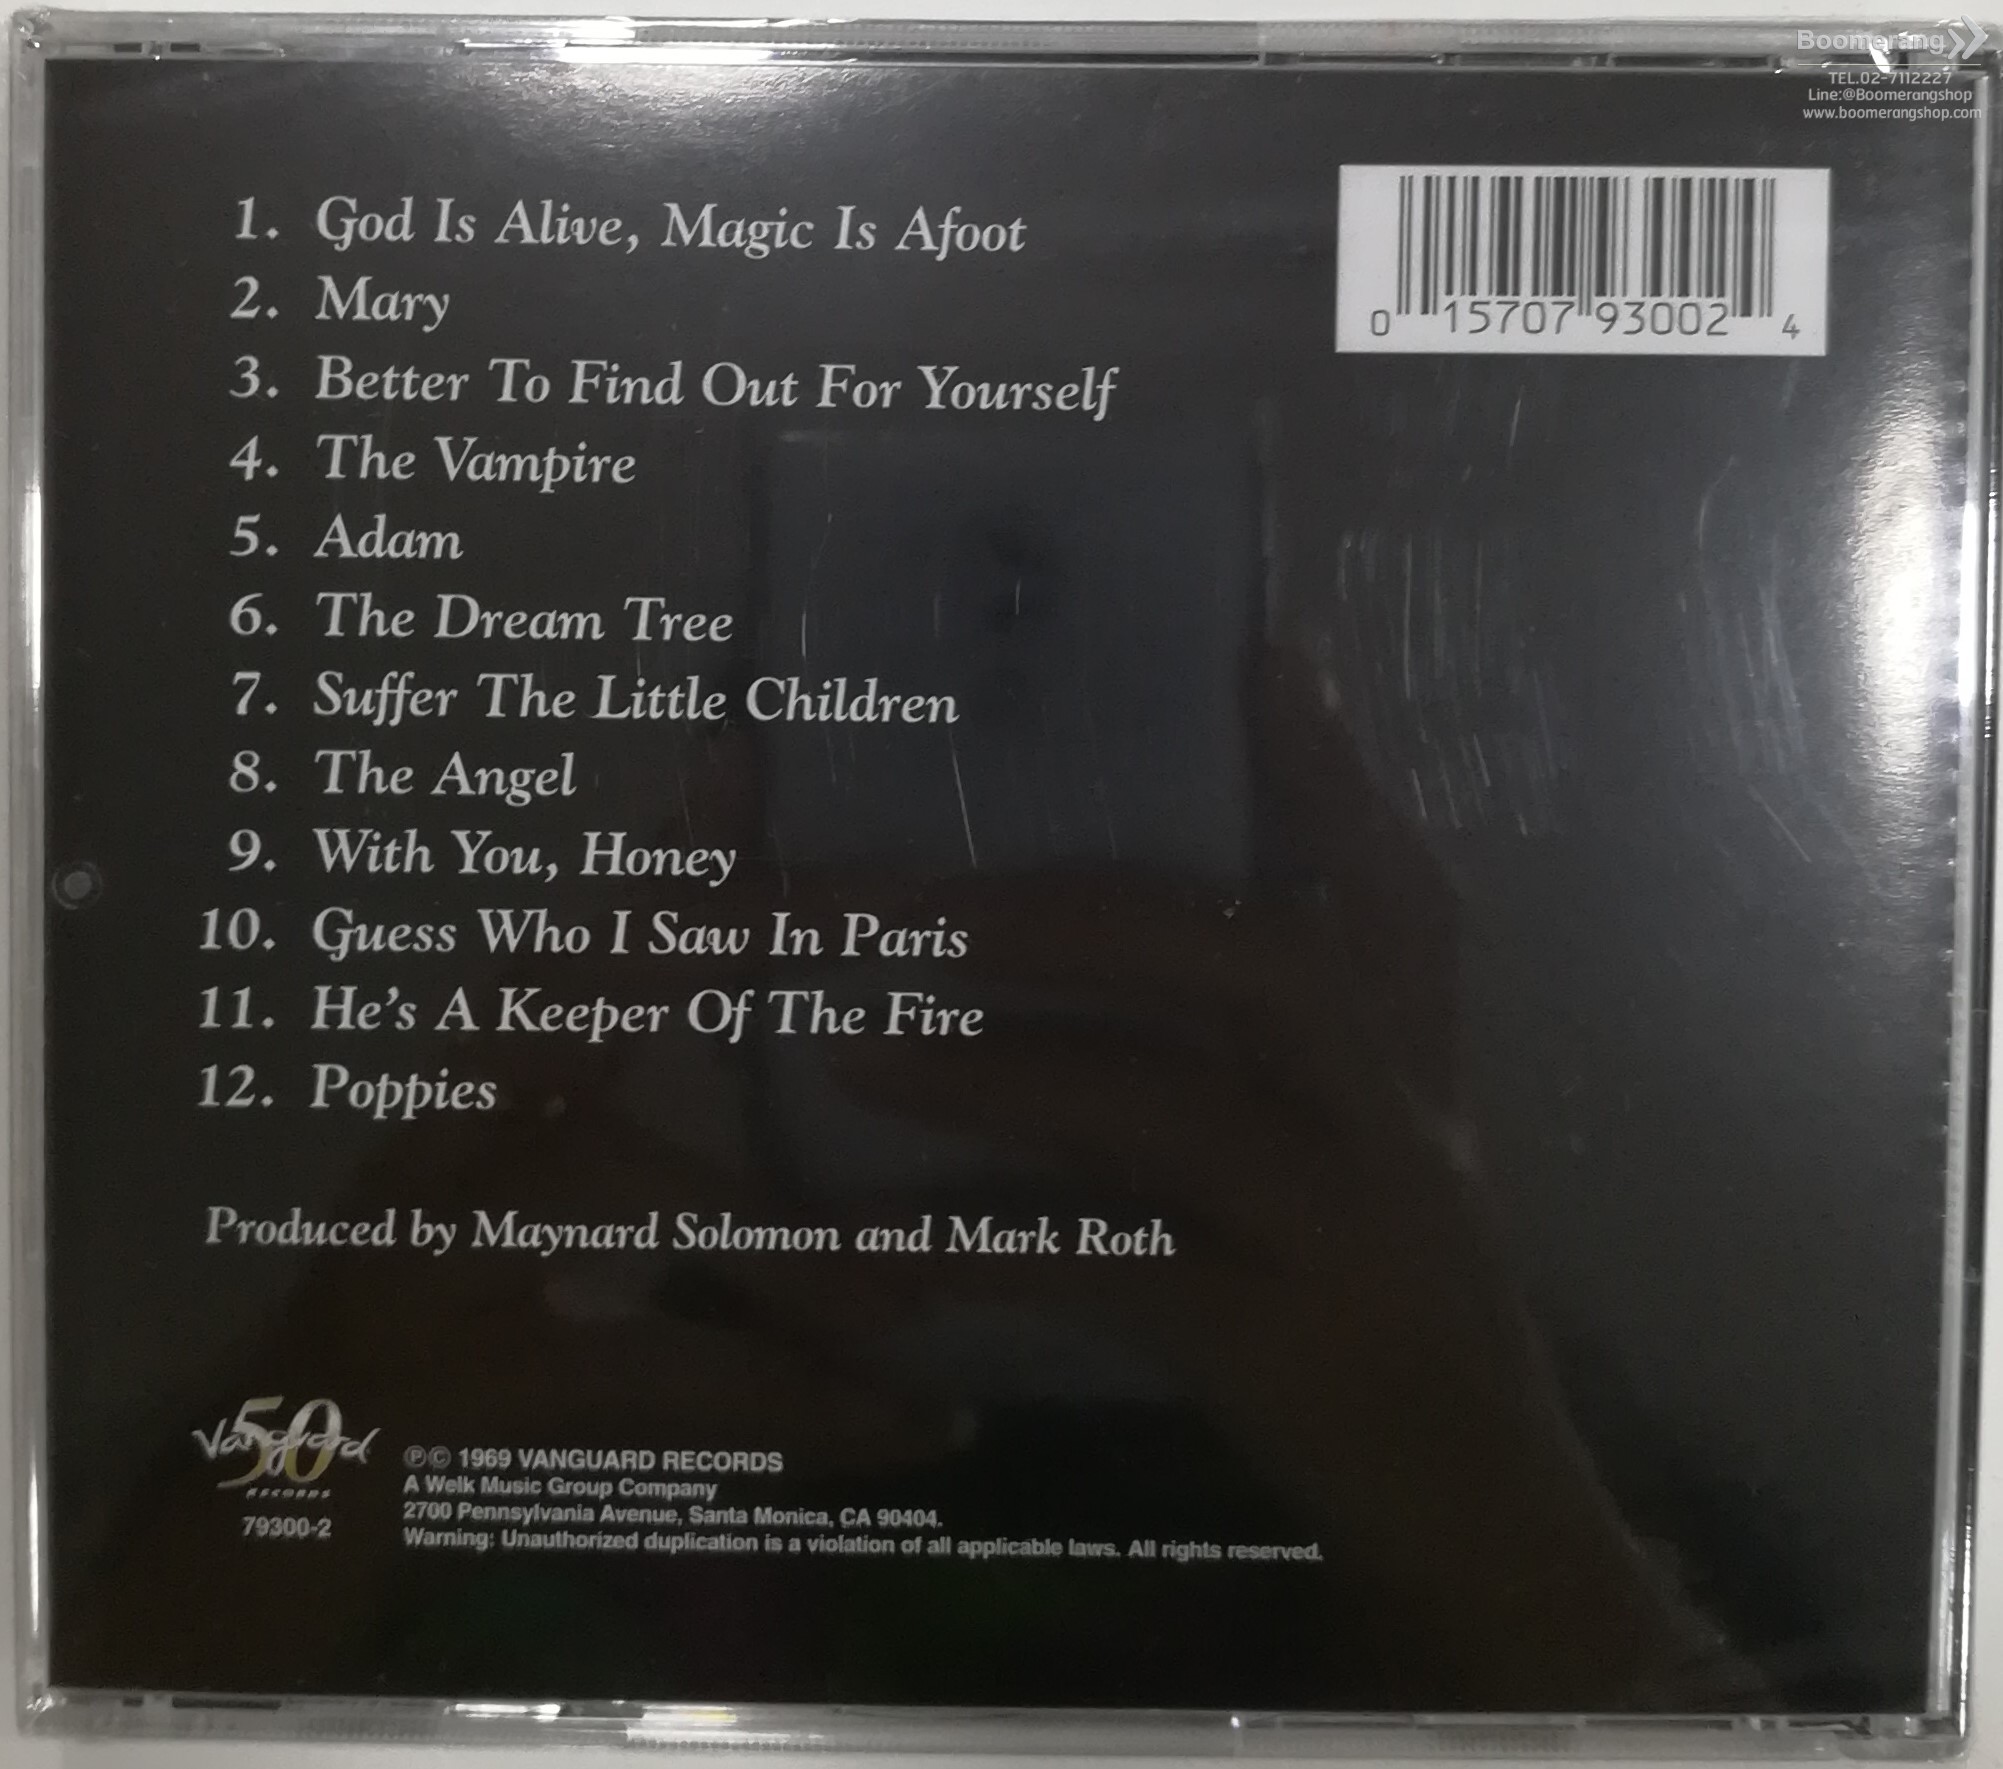 Boomerang
TEL.02-7112227
Line:@Boomerangshop
www.boomerangshop.com
0 15707 93002 4
1. God Is Alive, Magic Is Afoot
2. Mary
3. Better To Find Out For Yourself
4. The Vampire
5. Adam
6. The Dream Tree
7. Suffer The Little Children
8. The Angel
9. With You, Honey
10. Guess Who I Saw In Paris
11. He's A Keeper Of The Fire
12. Poppies
Produced by Maynard Solomon and Mark Roth
Vanguard 50
RECORDS
79300-2
℗© 1969 VANGUARD RECORDS
A Welk Music Group Company
2700 Pennsylvania Avenue, Santa Monica, CA 90404.
Warning: Unauthorized duplication is a violation of all applicable laws. All rights reserved.